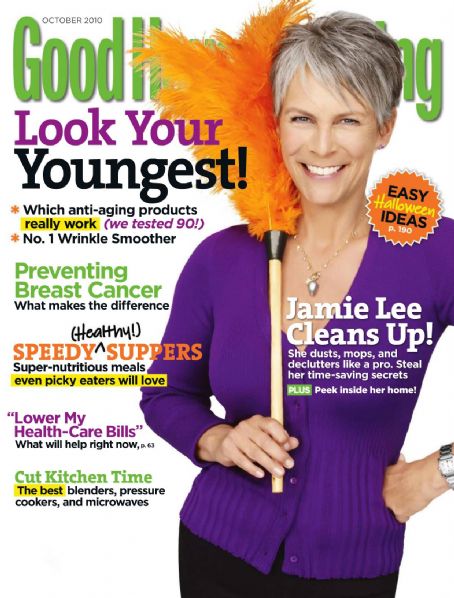 OCTOBER 2010
Good H ing
Look Your
Youngest!
* Which anti-aging products
really work (we tested 90!)
* No. 1 Wrinkle Smoother
EASY
Halloween
IDEAS
p. 190
Preventing
Breast Cancer
What makes the difference
(Healthy!)
SPEEDY ^ SUPPERS
Super-nutritious meals
even picky eaters will love
Jamie Lee
Cleans Up!
She dusts, mops, and
declutters like a pro. Steal
her time-saving secrets
PLUS Peek inside her home!
"Lower My
Health-Care Bills"
What will help right now, p. 63
Cut Kitchen Time
The best blenders, pressure
cookers, and microwaves